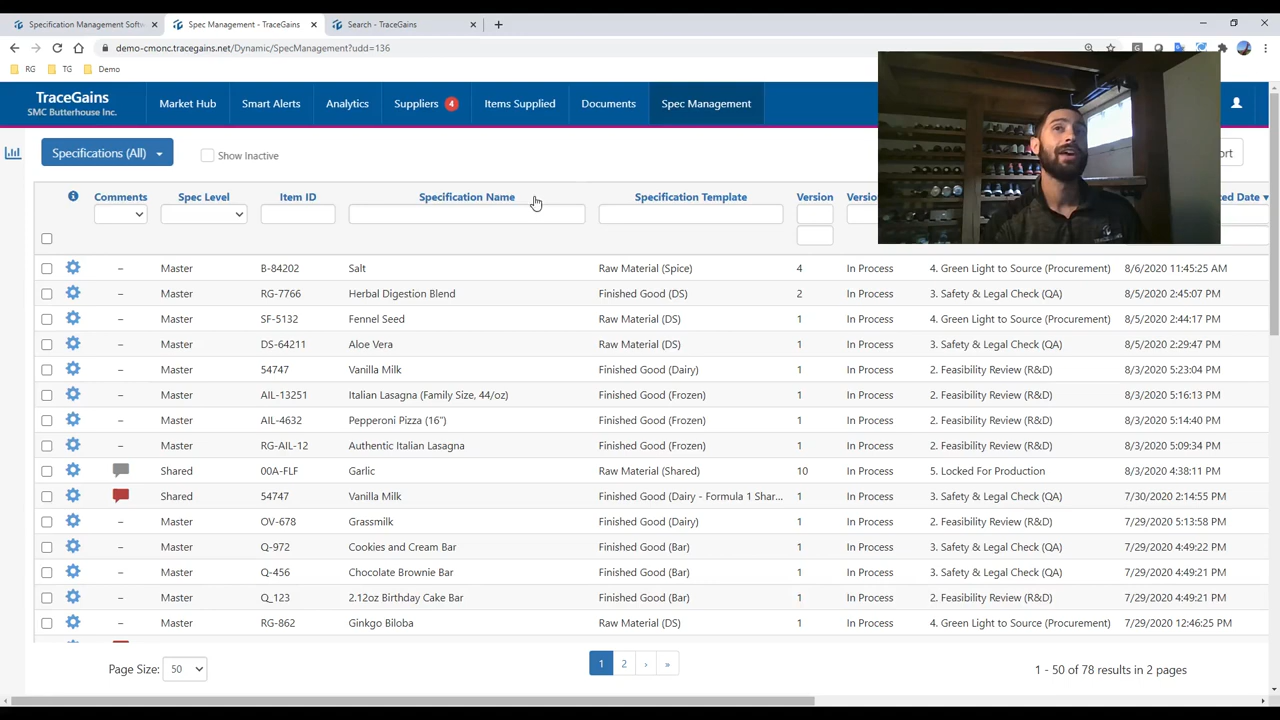 Specification Management Softw
Spec Management - TraceGains
Search - TraceGains
demo-cmonc.tracegains.net/Dynamic/SpecManagement?udd=136
RG TG Demo
TraceGains
SMC Butterhouse Inc.
Market Hub Smart Alerts Analytics Suppliers 4 Items Supplied Documents Spec Management
Specifications (All) Show Inactive ort
Comments Spec Level Item ID Specification Name Specification Template Version Versio ed Date
– Master B-84202 Salt Raw Material (Spice) 4 In Process 4. Green Light to Source (Procurement) 8/6/2020 11:45:25 AM
– Master RG-7766 Herbal Digestion Blend Finished Good (DS) 2 In Process 3. Safety & Legal Check (QA) 8/5/2020 2:45:07 PM
– Master SF-5132 Fennel Seed Raw Material (DS) 1 In Process 4. Green Light to Source (Procurement) 8/5/2020 2:44:17 PM
– Master DS-64211 Aloe Vera Raw Material (DS) 1 In Process 3. Safety & Legal Check (QA) 8/5/2020 2:29:47 PM
– Master 54747 Vanilla Milk Finished Good (Dairy) 1 In Process 2. Feasibility Review (R&D) 8/3/2020 5:23:04 PM
– Master AIL-13251 Italian Lasagna (Family Size, 44/oz) Finished Good (Frozen) 1 In Process 2. Feasibility Review (R&D) 8/3/2020 5:16:13 PM
– Master AIL-4632 Pepperoni Pizza (16") Finished Good (Frozen) 1 In Process 2. Feasibility Review (R&D) 8/3/2020 5:14:40 PM
– Master RG-AIL-12 Authentic Italian Lasagna Finished Good (Frozen) 1 In Process 2. Feasibility Review (R&D) 8/3/2020 5:09:34 PM
Shared 00A-FLF Garlic Raw Material (Shared) 10 In Process 5. Locked For Production 8/3/2020 4:38:11 PM
Shared 54747 Vanilla Milk Finished Good (Dairy - Formula 1 Shar... 1 In Process 3. Safety & Legal Check (QA) 7/30/2020 2:14:55 PM
– Master OV-678 Grassmilk Finished Good (Dairy) 1 In Process 2. Feasibility Review (R&D) 7/29/2020 5:13:58 PM
– Master Q-972 Cookies and Cream Bar Finished Good (Bar) 1 In Process 3. Safety & Legal Check (QA) 7/29/2020 4:49:22 PM
– Master Q-456 Chocolate Brownie Bar Finished Good (Bar) 1 In Process 3. Safety & Legal Check (QA) 7/29/2020 4:49:21 PM
– Master Q_123 2.12oz Birthday Cake Bar Finished Good (Bar) 1 In Process 2. Feasibility Review (R&D) 7/29/2020 4:49:21 PM
– Master RG-862 Ginkgo Biloba Raw Material (DS) 1 In Process 4. Green Light to Source (Procurement) 7/29/2020 12:46:25 PM
Page Size: 50 1 2 › » 1 - 50 of 78 results in 2 pages